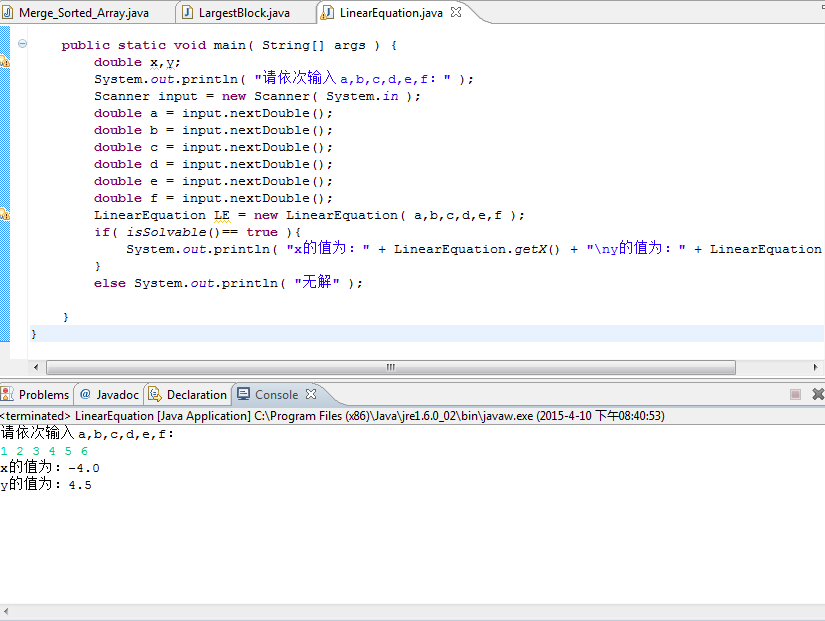 Merge_Sorted_Array.java LargestBlock.java LinearEquation.java
public static void main( String[] args ) {
double x,y;
System.out.println( "请依次输入a,b,c,d,e,f: " );
Scanner input = new Scanner( System.in );
double a = input.nextDouble();
double b = input.nextDouble();
double c = input.nextDouble();
double d = input.nextDouble();
double e = input.nextDouble();
double f = input.nextDouble();
LinearEquation LE = new LinearEquation( a,b,c,d,e,f );
if( isSolvable()== true ){
System.out.println( "x的值为: " + LinearEquation.getX() + "\ny的值为: " + LinearEquation
}
else System.out.println( "无解" );
}
}
Problems @ Javadoc Declaration Console
<terminated> LinearEquation [Java Application] C:\Program Files (x86)\Java\jre1.6.0_02\bin\javaw.exe (2015-4-10 下午08:40:53)
请依次输入a,b,c,d,e,f:
1 2 3 4 5 6
x的值为: -4.0
y的值为: 4.5